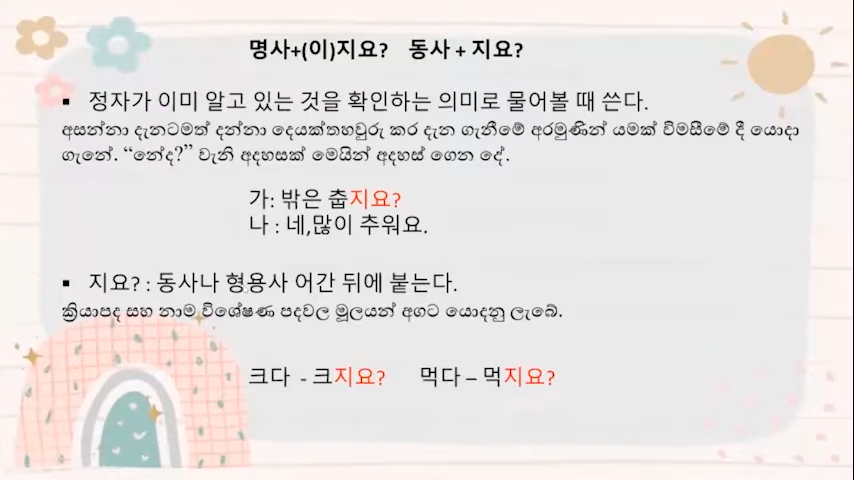 명사+(이)지요? 동사 + 지요?
▪ 정자가 이미 알고 있는 것을 확인하는 의미로 물어볼 때 쓴다.
අසන්නා දැනටමත් දන්නා දෙයක්තහවුරු කර දැන ගැනීමේ අරමුණින් යමක් විමසීමේ දී යොදා
ගැනේ. “නේද?” වැනි අදහසක් මෙයින් අදහස් ගෙන දේ.
가: 밖은 춥지요?
나 : 네,많이 추워요.
▪ 지요? : 동사나 형용사 어간 뒤에 붙는다.
ක්‍රියාපද සහ නාම විශේෂණ පදවල මූලයන් අගට යොදනු ලැබේ.
크다 - 크지요? 먹다 – 먹지요?